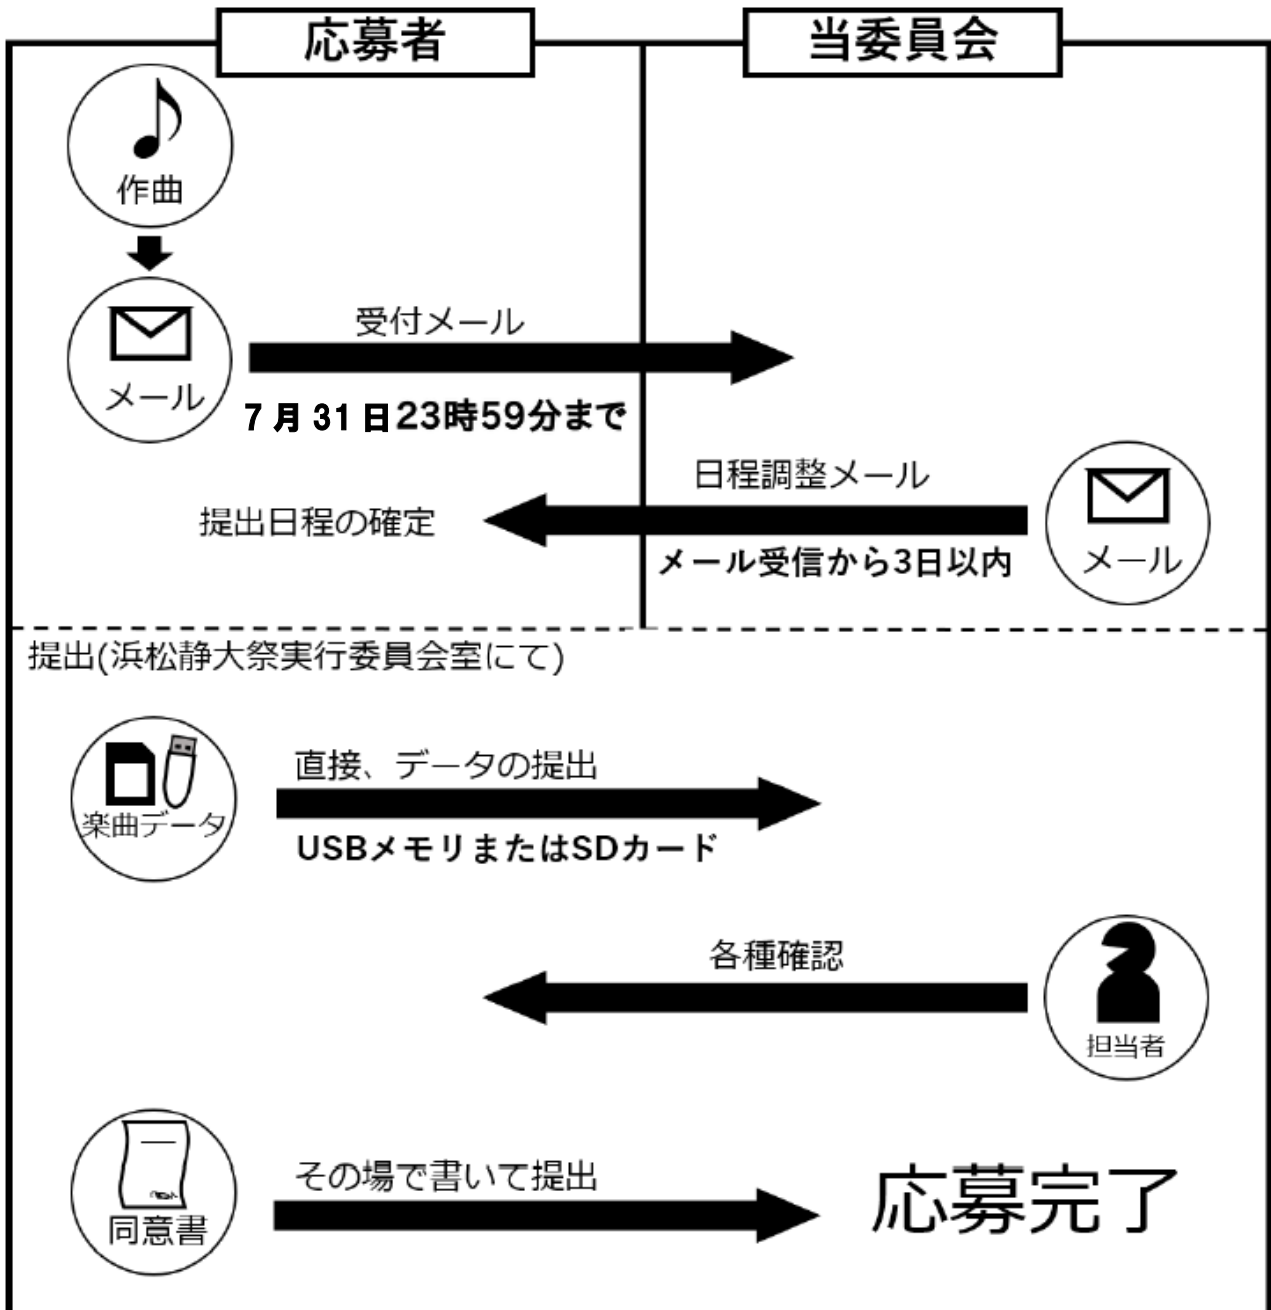 応募者
当委員会
作曲
メール
受付メール
7月31日23時59分まで
日程調整メール
提出日程の確定
メール受信から3日以内
メール
提出(浜松静大祭実行委員会室にて)
楽曲データ
直接、データの提出
USBメモリまたはSDカード
各種確認
担当者
同意書
その場で書いて提出
応募完了